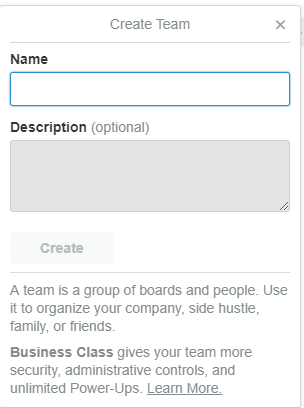 Create Team
Name
Description (optional)
Create
A team is a group of boards and people. Use
it to organize your company, side hustle,
family, or friends.
Business Class gives your team more
security, administrative controls, and
unlimited Power-Ups. Learn More.